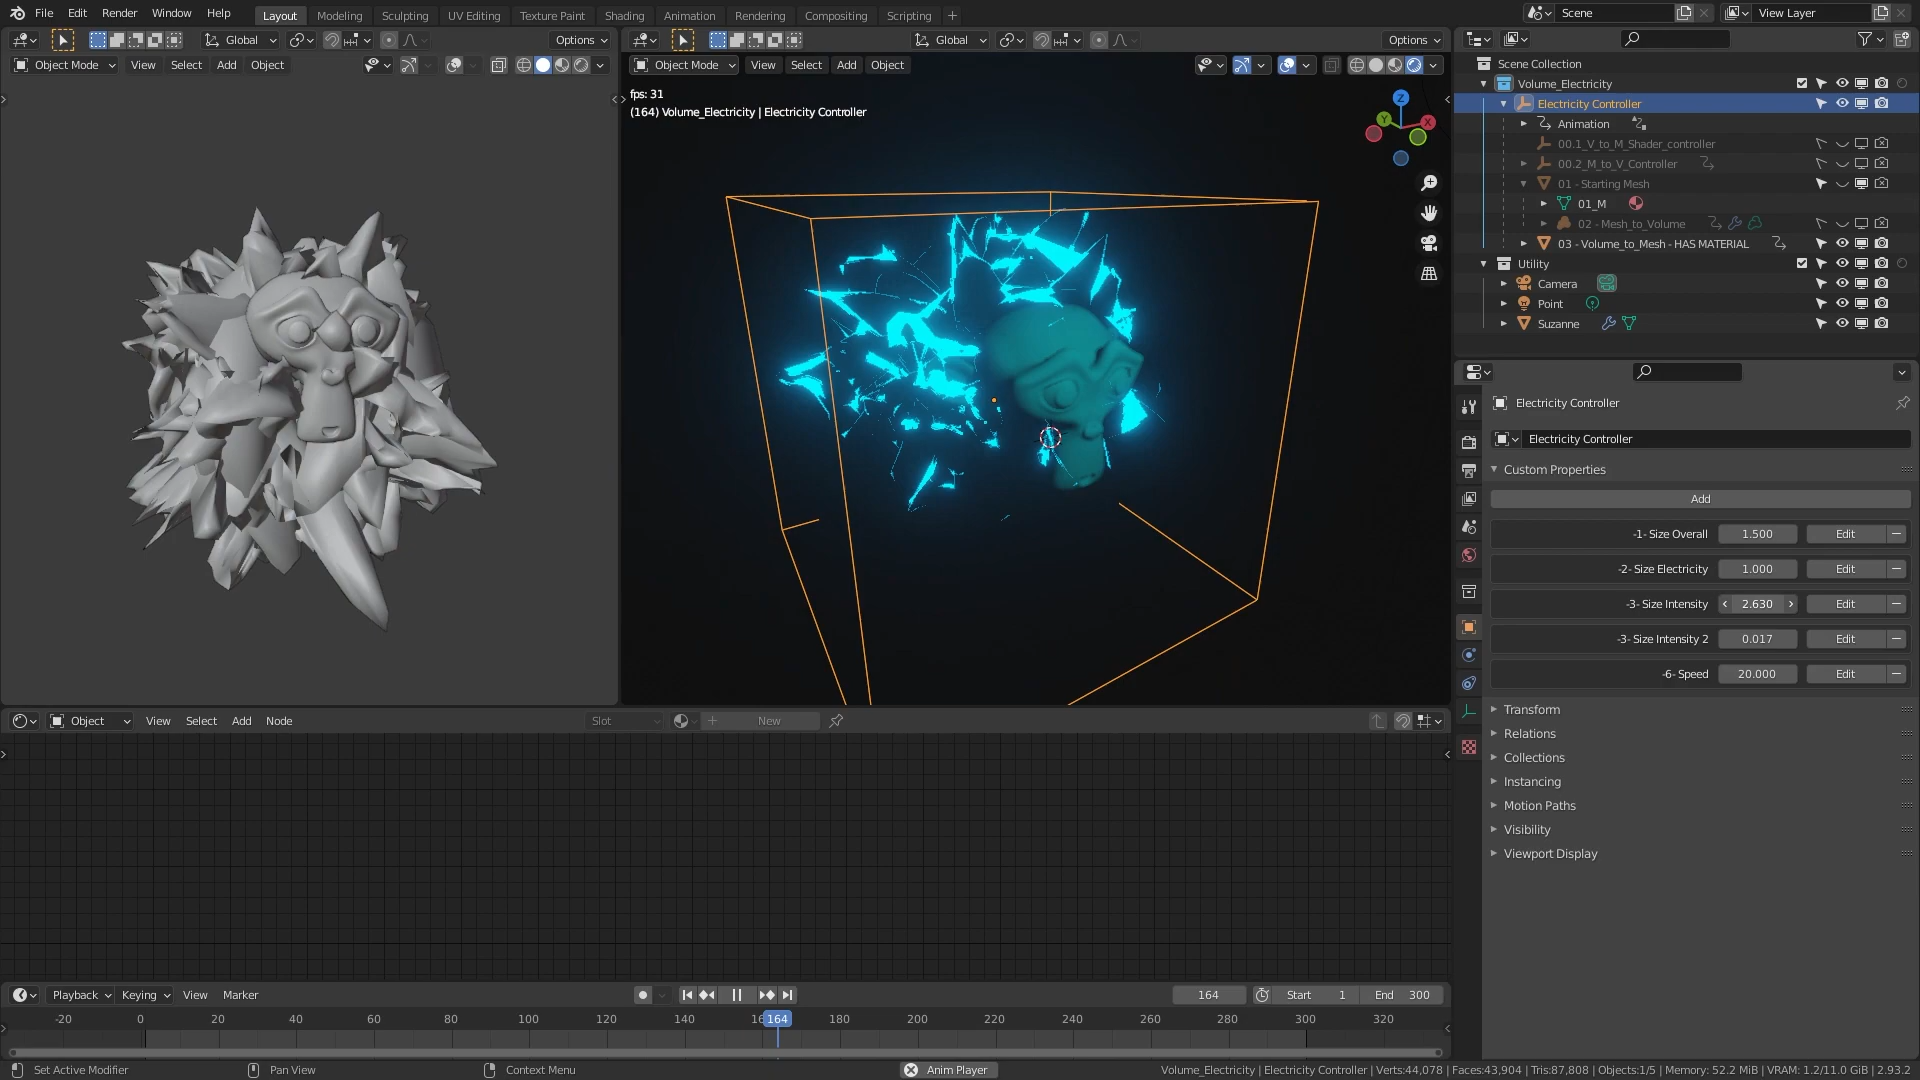 File Edit Render Window Help Layout Modeling Sculpting UV Editing Texture Paint Shading Animation Rendering Compositing Scripting + Scene View Layer
Global Options Global Options
Object Mode View Select Add Object Object Mode View Select Add Object
fps: 31
(164) Volume_Electricity | Electricity Controller
Z
Y
X
Scene Collection
Volume_Electricity
Electricity Controller
Animation
00.1_V_to_M_Shader_controller
00.2_M_to_V_Controller
01 - Starting Mesh
01_M
02 - Mesh_to_Volume
03 - Volume_to_Mesh - HAS MATERIAL
Utility
Camera
Point
Suzanne
Electricity Controller
Electricity Controller
Custom Properties
Add
-1- Size Overall 1.500 Edit
-2- Size Electricity 1.000 Edit
-3- Size Intensity 2.630 Edit
-3- Size Intensity 2 0.017 Edit
-6- Speed 20.000 Edit
Transform
Relations
Collections
Instancing
Motion Paths
Visibility
Viewport Display
Object View Select Add Node Slot New
Playback Keying View Marker 164 Start 1 End 300
-20 0 20 40 60 80 100 120 140 16 164 180 200 220 240 260 280 300 320
Set Active Modifier Pan View Context Menu Anim Player Volume_Electricity | Electricity Controller | Verts:44,078 | Faces:43,904 | Tris:87,808 | Objects:1/5 | Memory: 52.2 MiB | VRAM: 1.2/11.0 GiB | 2.93.2